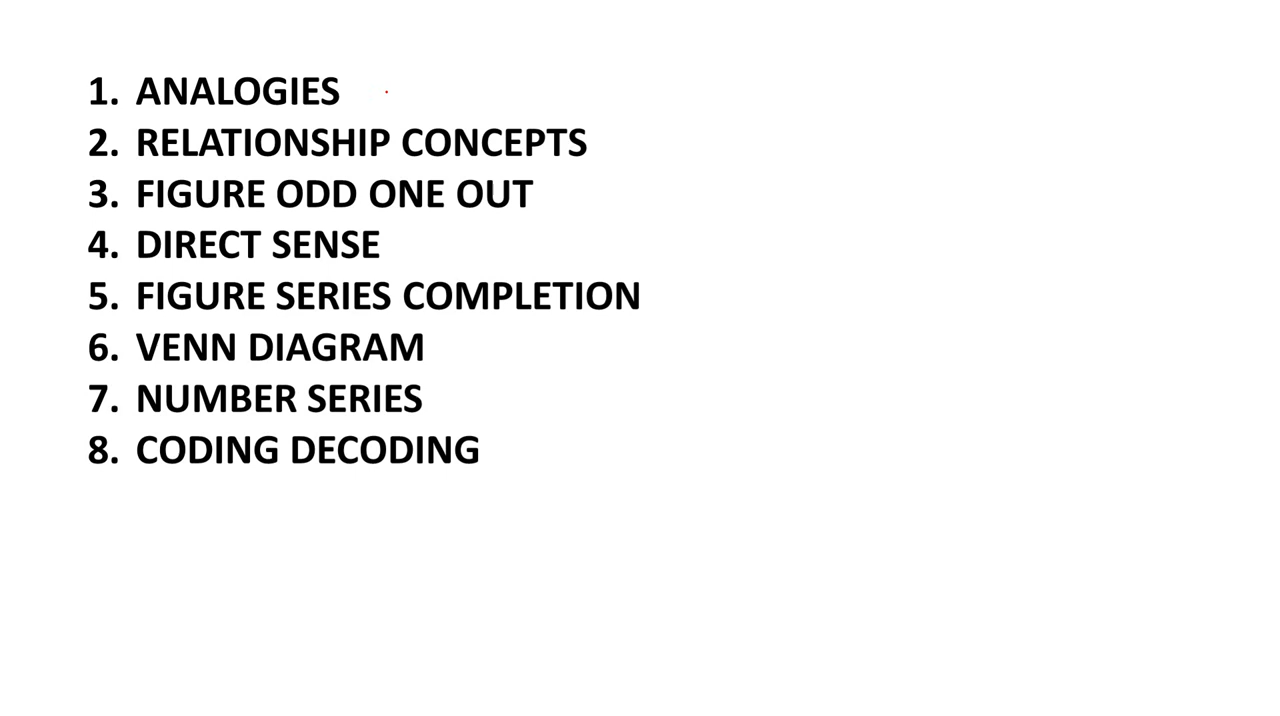 1. ANALOGIES
2. RELATIONSHIP CONCEPTS
3. FIGURE ODD ONE OUT
4. DIRECT SENSE
5. FIGURE SERIES COMPLETION
6. VENN DIAGRAM
7. NUMBER SERIES
8. CODING DECODING